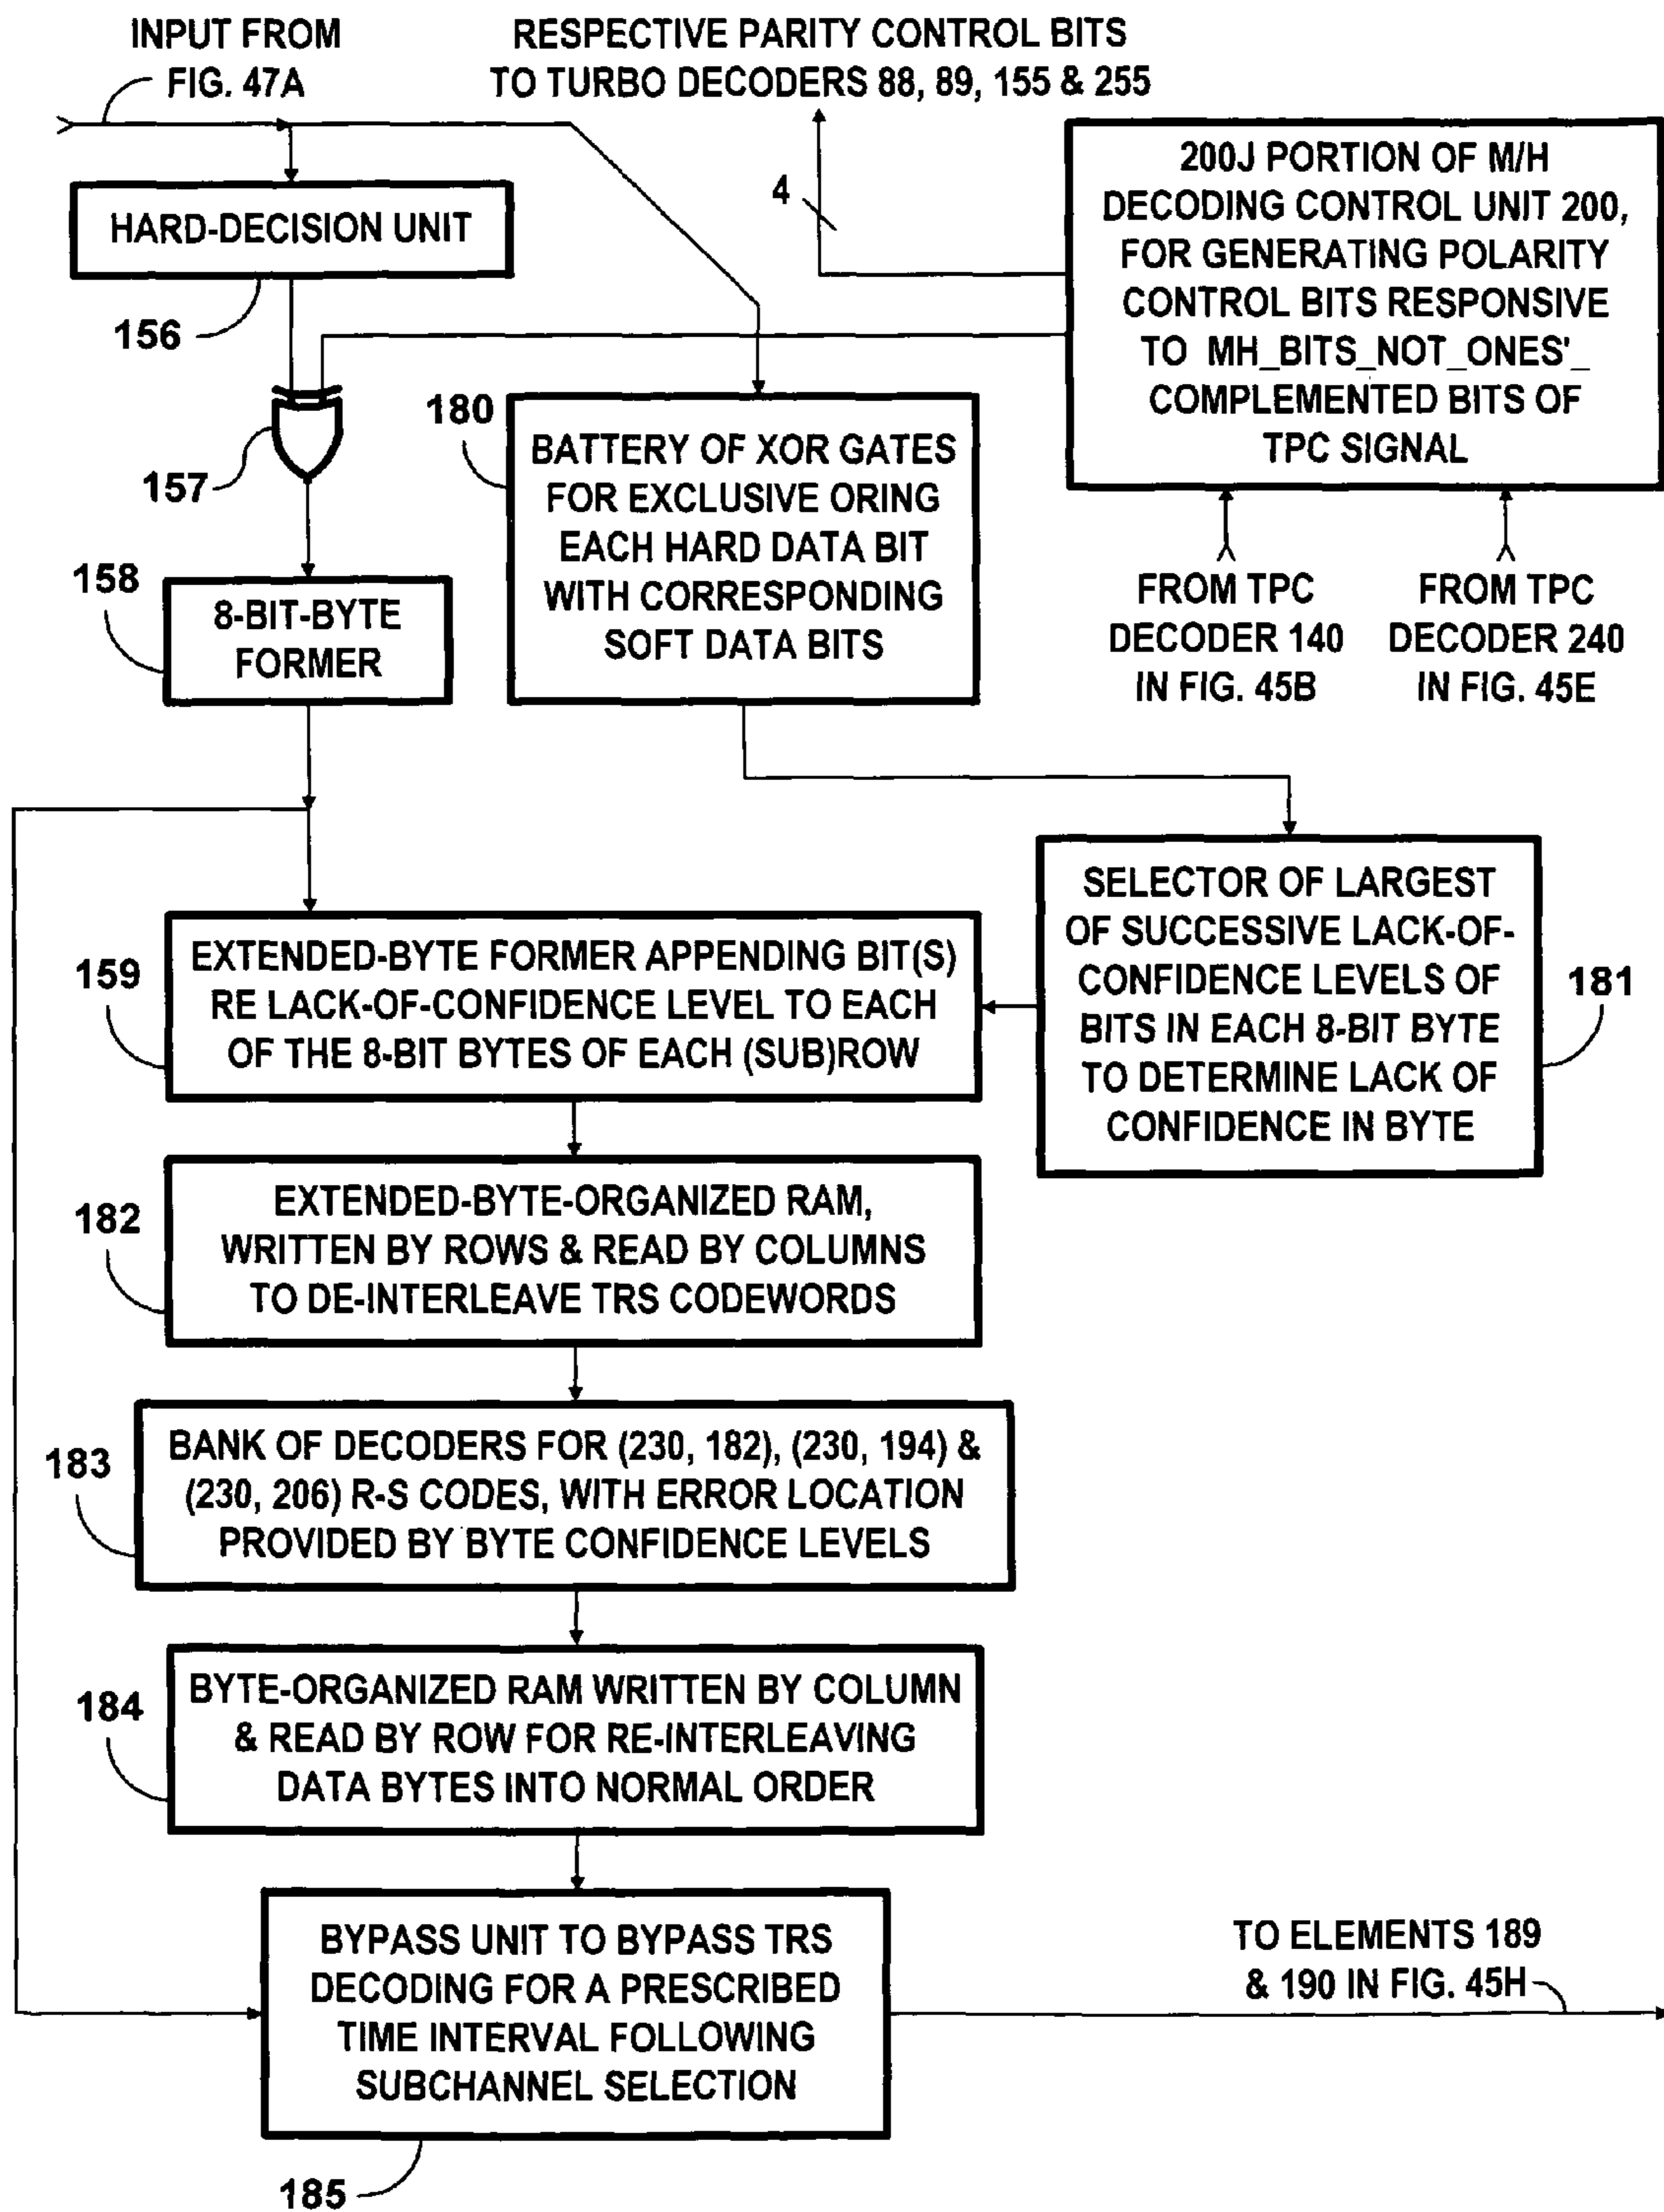 INPUT FROM
FIG. 47A
RESPECTIVE PARITY CONTROL BITS
TO TURBO DECODERS 88, 89, 155 & 255
4
200J PORTION OF M/H
DECODING CONTROL UNIT 200,
FOR GENERATING POLARITY
CONTROL BITS RESPONSIVE
TO MH_BITS_NOT_ONES'_
COMPLEMENTED BITS OF
TPC SIGNAL
HARD-DECISION UNIT
156
157
180
BATTERY OF XOR GATES
FOR EXCLUSIVE ORING
EACH HARD DATA BIT
WITH CORRESPONDING
SOFT DATA BITS
FROM TPC
DECODER 140
IN FIG. 45B
FROM TPC
DECODER 240
IN FIG. 45E
158
8-BIT-BYTE
FORMER
SELECTOR OF LARGEST
OF SUCCESSIVE LACK-OF-
CONFIDENCE LEVELS OF
BITS IN EACH 8-BIT BYTE
TO DETERMINE LACK OF
CONFIDENCE IN BYTE
181
159
EXTENDED-BYTE FORMER APPENDING BIT(S)
RE LACK-OF-CONFIDENCE LEVEL TO EACH
OF THE 8-BIT BYTES OF EACH (SUB)ROW
182
EXTENDED-BYTE-ORGANIZED RAM,
WRITTEN BY ROWS & READ BY COLUMNS
TO DE-INTERLEAVE TRS CODEWORDS
183
BANK OF DECODERS FOR (230, 182), (230, 194) &
(230, 206) R-S CODES, WITH ERROR LOCATION
PROVIDED BY BYTE CONFIDENCE LEVELS
184
BYTE-ORGANIZED RAM WRITTEN BY COLUMN
& READ BY ROW FOR RE-INTERLEAVING
DATA BYTES INTO NORMAL ORDER
BYPASS UNIT TO BYPASS TRS
DECODING FOR A PRESCRIBED
TIME INTERVAL FOLLOWING
SUBCHANNEL SELECTION
185
TO ELEMENTS 189
& 190 IN FIG. 45H